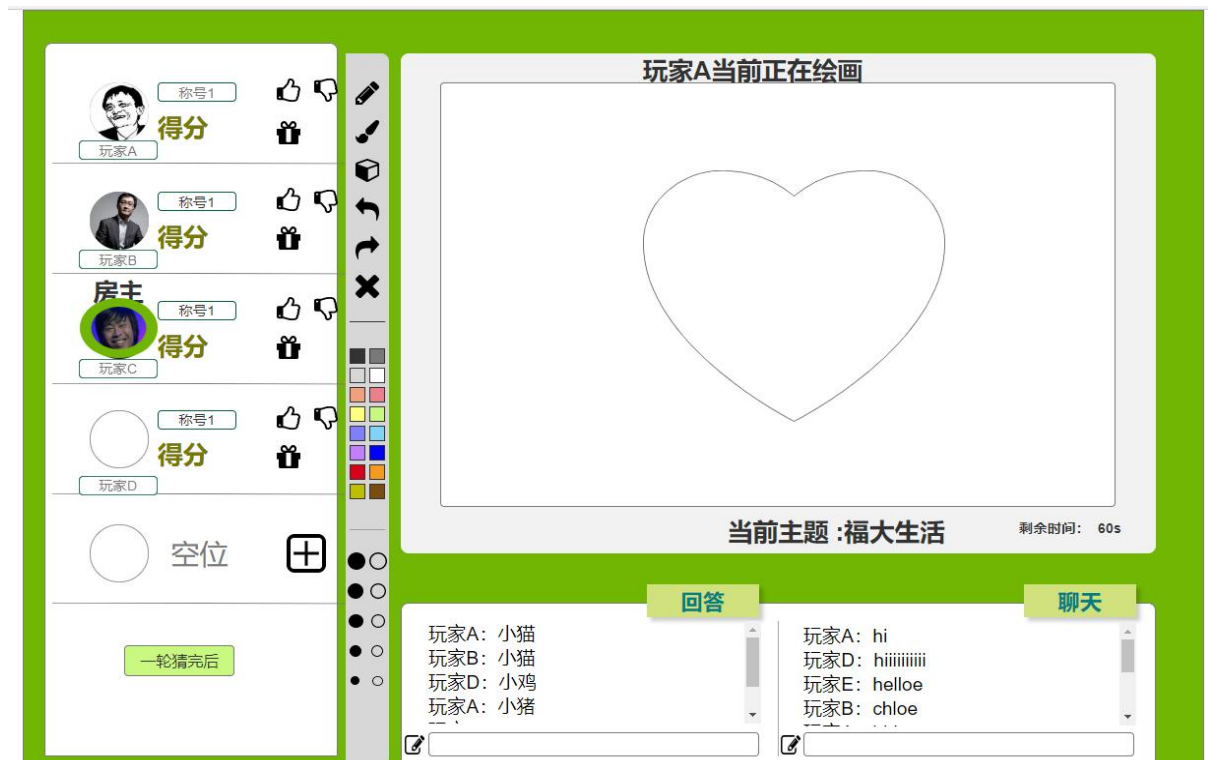 称号1
得分
玩家A
称号1
得分
玩家B
房主
称号1
得分
玩家C
称号1
得分
玩家D
空位
一轮猜完后
玩家A当前正在绘画
当前主题 :福大生活
剩余时间： 60s
回答
玩家A：小猫
玩家B：小猫
玩家D：小鸡
玩家A：小猪
聊天
玩家A：hi
玩家D：hiiiiiiiiii
玩家E：helloe
玩家B：chloe